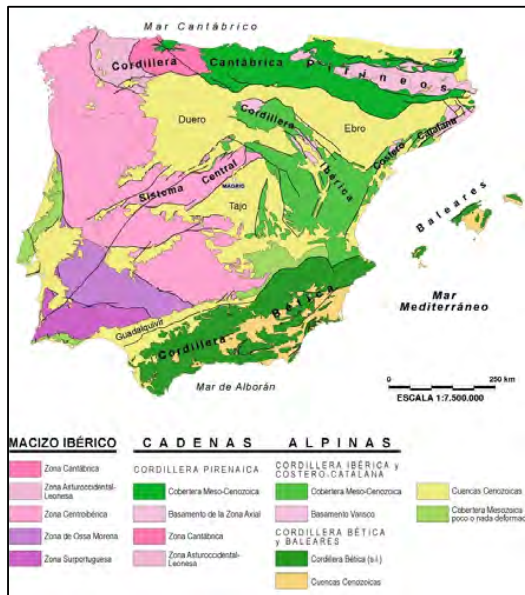 Mar Cantábrico
Cordillera Cantábrica
Pirineos
Duero
Cordillera Ibérica
Ebro
Costero Catalana
Sistema Central
MADRID
Tajo
Baleares
Mar Mediterráneo
Guadalquivir
Cordillera Bética
Mar de Alborán
0 250 km
ESCALA 1:7.500.000
MACIZO IBÉRICO
Zona Cantábrica
Zona Asturoccidental-
Leonesa
Zona Centroibérica
Zona de Ossa Morena
Zona Surportuguesa
CADENAS ALPINAS
CORDILLERA PIRENAICA
Cobertera Meso-Cenozoica
Basamento de la Zona Axial
Zona Cantábrica
Zona Asturoccidental-
Leonesa
CORDILLERA IBÉRICA y
COSTERO-CATALANA
Cobertera Meso-Cenozoica
Basamento Varisco
CORDILLERA BÉTICA
y BALEARES
Cordillera Bética (s.l.)
Cuencas Cenozoicas
Cuencas Cenozoicas
Cobertera Mesozoica
poco o nada deformad